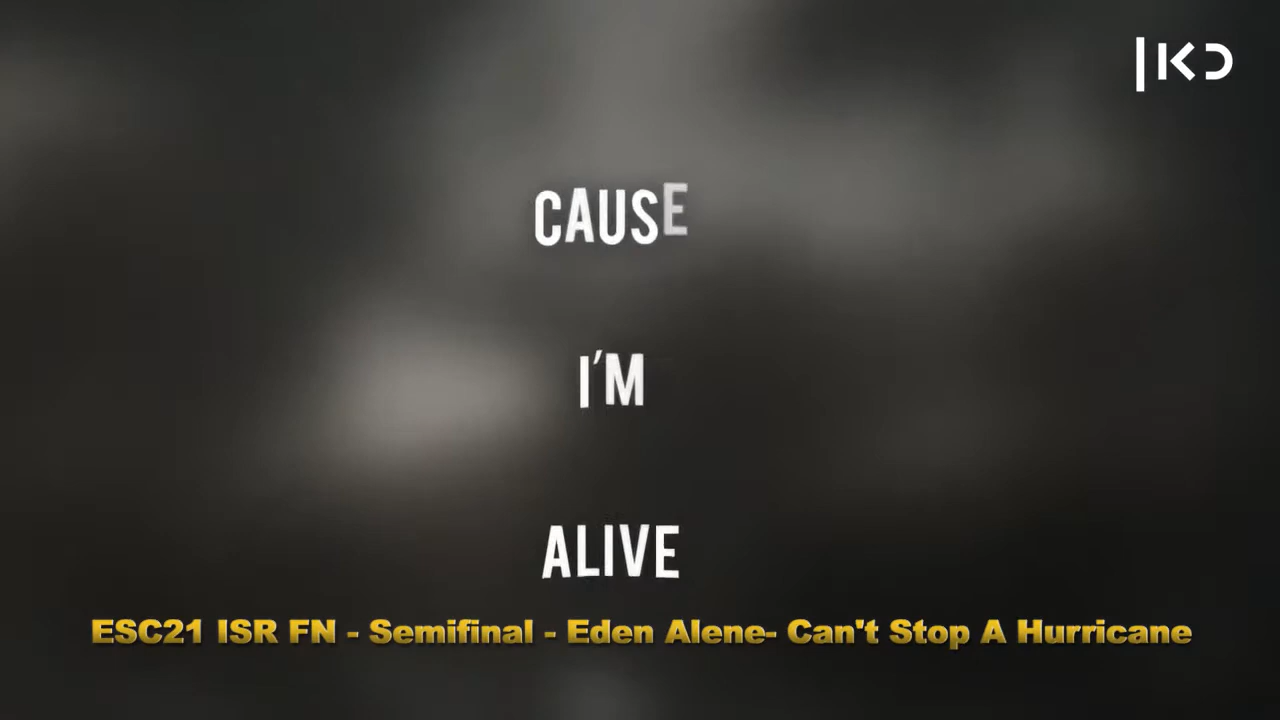 CAUSE
I'M
ALIVE
ESC21 ISR FN - Semifinal - Eden Alene- Can't Stop A Hurricane